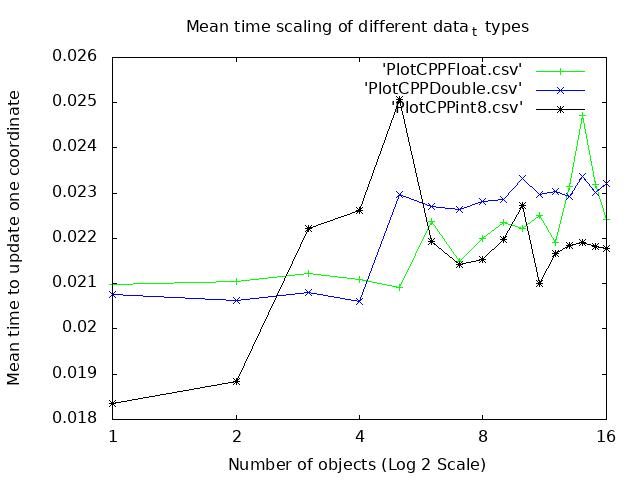 Mean time scaling of different data t types
0.026
0.025
0.024
0.023
0.022
0.021
0.02
0.019
0.018
Mean time to update one coordinate
'PlotCPPFloat.csv'
'PlotCPPDouble.csv'
'PlotCPPint8.csv'
1 2 4 8 16
Number of objects (Log 2 Scale)